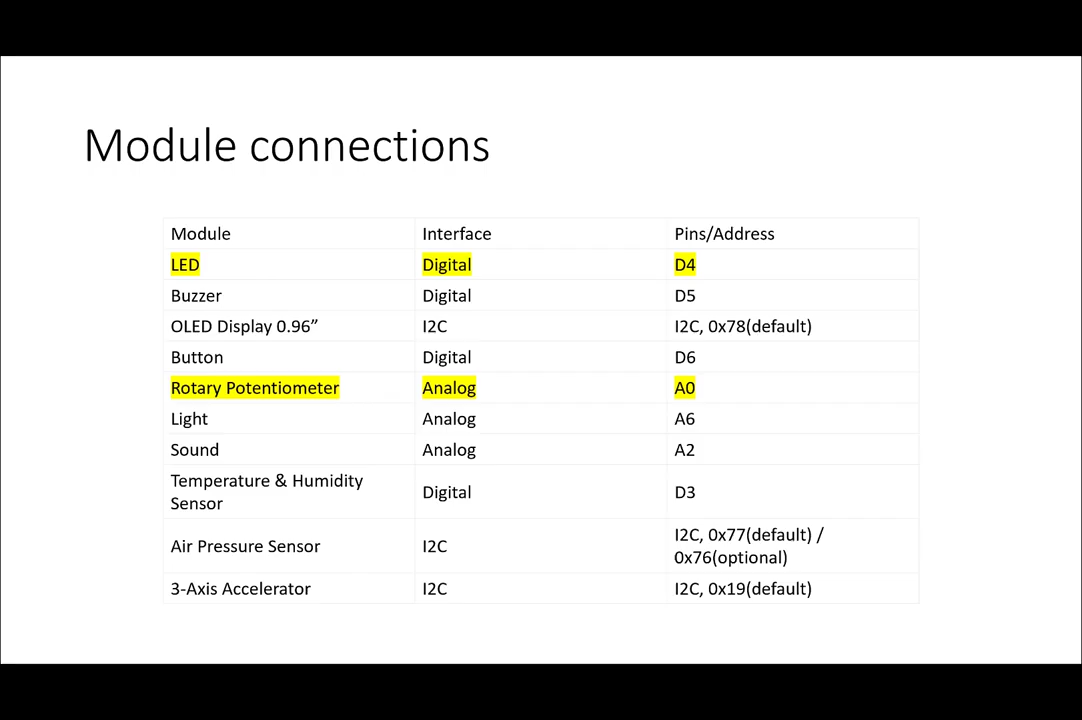 Module connections
Module Interface Pins/Address
LED Digital D4
Buzzer Digital D5
OLED Display 0.96” I2C I2C, 0x78(default)
Button Digital D6
Rotary Potentiometer Analog A0
Light Analog A6
Sound Analog A2
Temperature & Humidity
Sensor Digital D3
Air Pressure Sensor I2C I2C, 0x77(default) /
0x76(optional)
3-Axis Accelerator I2C I2C, 0x19(default)